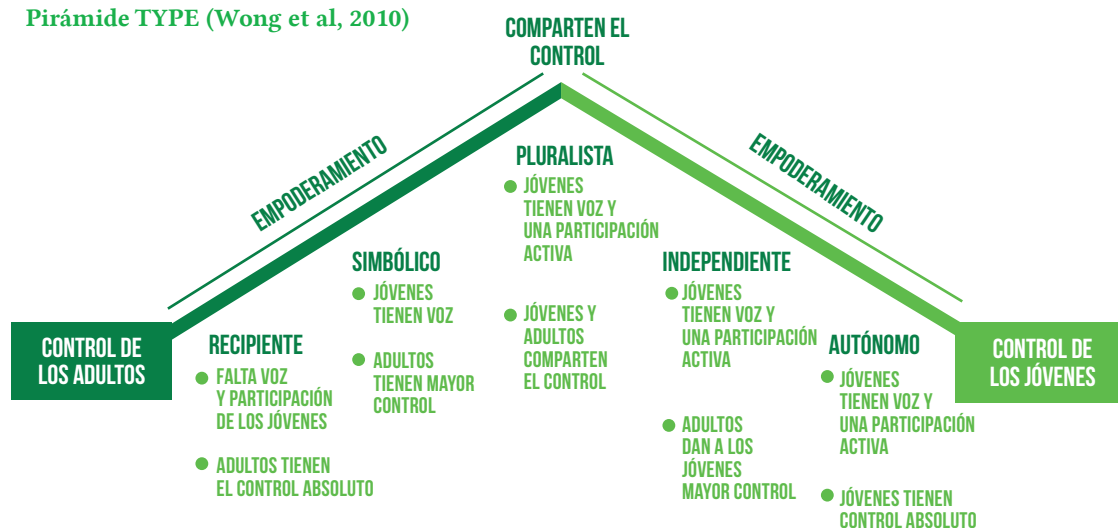 Pirámide TYPE (Wong et al, 2010)
COMPARTEN EL
CONTROL
EMPODERAMIENTO
EMPODERAMIENTO
CONTROL DE
LOS ADULTOS
RECIPIENTE
FALTA VOZ
Y PARTICIPACIÓN
DE LOS JÓVENES
ADULTOS TIENEN
EL CONTROL ABSOLUTO
SIMBÓLICO
JÓVENES
TIENEN VOZ
ADULTOS
TIENEN MAYOR
CONTROL
PLURALISTA
JÓVENES
TIENEN VOZ Y
UNA PARTICIPACIÓN
ACTIVA
JÓVENES Y
ADULTOS
COMPARTEN
EL CONTROL
INDEPENDIENTE
JÓVENES
TIENEN VOZ Y
UNA PARTICIPACIÓN
ACTIVA
ADULTOS
DAN A LOS
JÓVENES
MAYOR CONTROL
AUTÓNOMO
JÓVENES
TIENEN VOZ Y
UNA PARTICIPACIÓN
ACTIVA
JÓVENES TIENEN
CONTROL ABSOLUTO
CONTROL DE
LOS JÓVENES